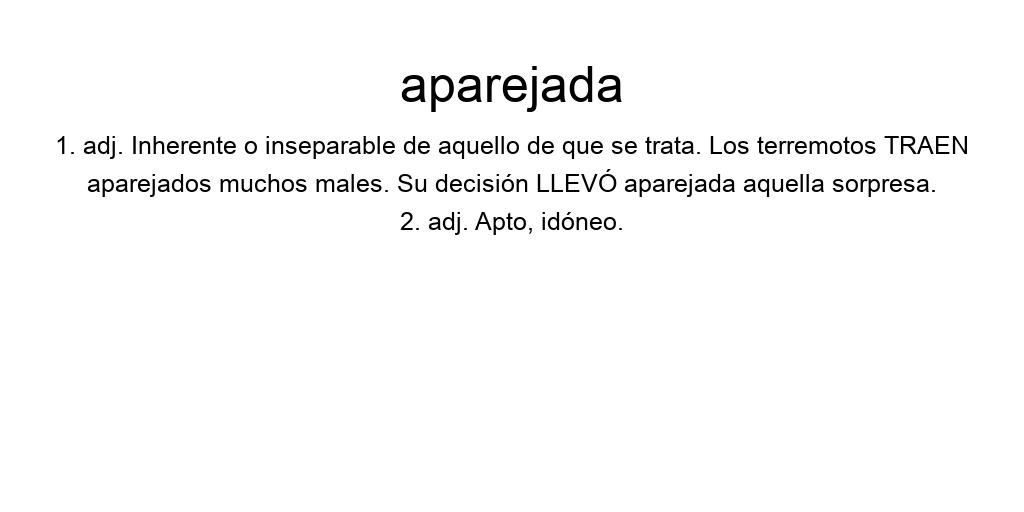 aparejada
1. adj. Inherente o inseparable de aquello de que se trata. Los terremotos TRAEN
aparejados muchos males. Su decisión LLEVÓ aparejada aquella sorpresa.
2. adj. Apto, idóneo.